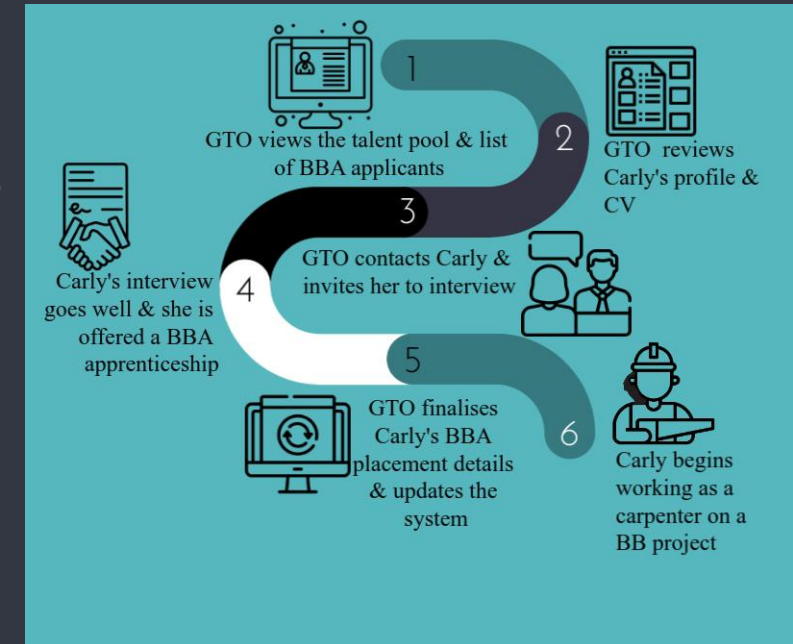 1
GTO views the talent pool & list
of BBA applicants
2
GTO reviews
Carly's profile &
CV
3
GTO contacts Carly &
invites her to interview
4
Carly's interview
goes well & she is
offered a BBA
apprenticeship
5
GTO finalises
Carly's BBA
placement details
& updates the
system
6
Carly begins
working as a
carpenter on a
BB project